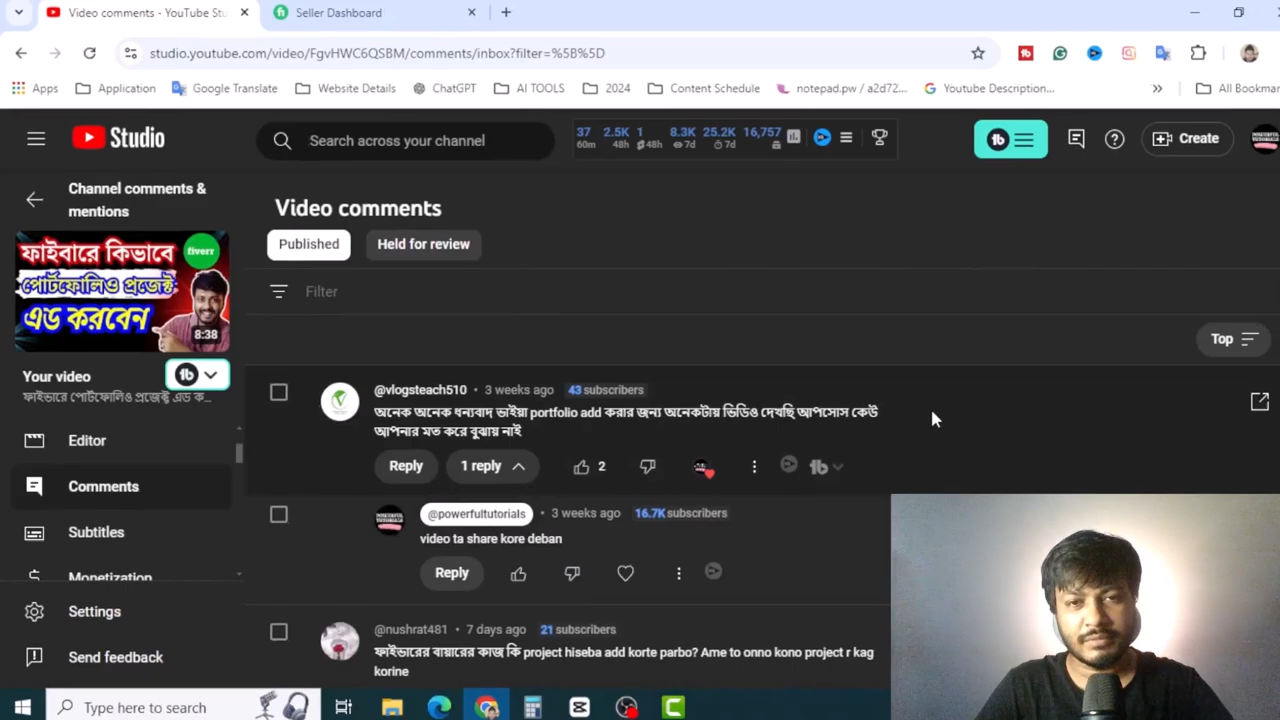 Video comments - YouTube Stu
Seller Dashboard
studio.youtube.com/video/FgvHWC6QSBM/comments/inbox?filter=%5B%5D
Apps
Application
Google Translate
Website Details
ChatGPT
AI TOOLS
2024
Content Schedule
notepad.pw / a2d72...
Youtube Description...
All Bookmar
Studio
Search across your channel
37 2.5K 1 8.3K 25.2K 16,757
60m 48h 48h 7d 7d
Create
Channel comments &
mentions
Video comments
Published
Held for review
ফাইবারে কিভাবে
fiverr
পোর্টফোলিও প্রজেক্ট
এড করবেন
8:38
Filter
Top
Your video
ফাইভারে পোর্টফোলিও প্রজেক্ট এড ক...
Editor
Comments
Subtitles
Monetization
Settings
Send feedback
@vlogsteach510 • 3 weeks ago 43 subscribers
অনেক অনেক ধন্যবাদ ভাইয়া portfolio add করার জন্য অনেকটায় ভিডিও দেখছি আপসোস কেউ
আপনার মত করে বুঝায় নাই
Reply
1 reply
2
@powerfultutorials • 3 weeks ago 16.7K subscribers
video ta share kore deban
Reply
@nushrat481 • 7 days ago 21 subscribers
ফাইভারের বায়ারের কাজ কি project hiseba add korte parbo? Ame to onno kono project r kag
korine
Type here to search